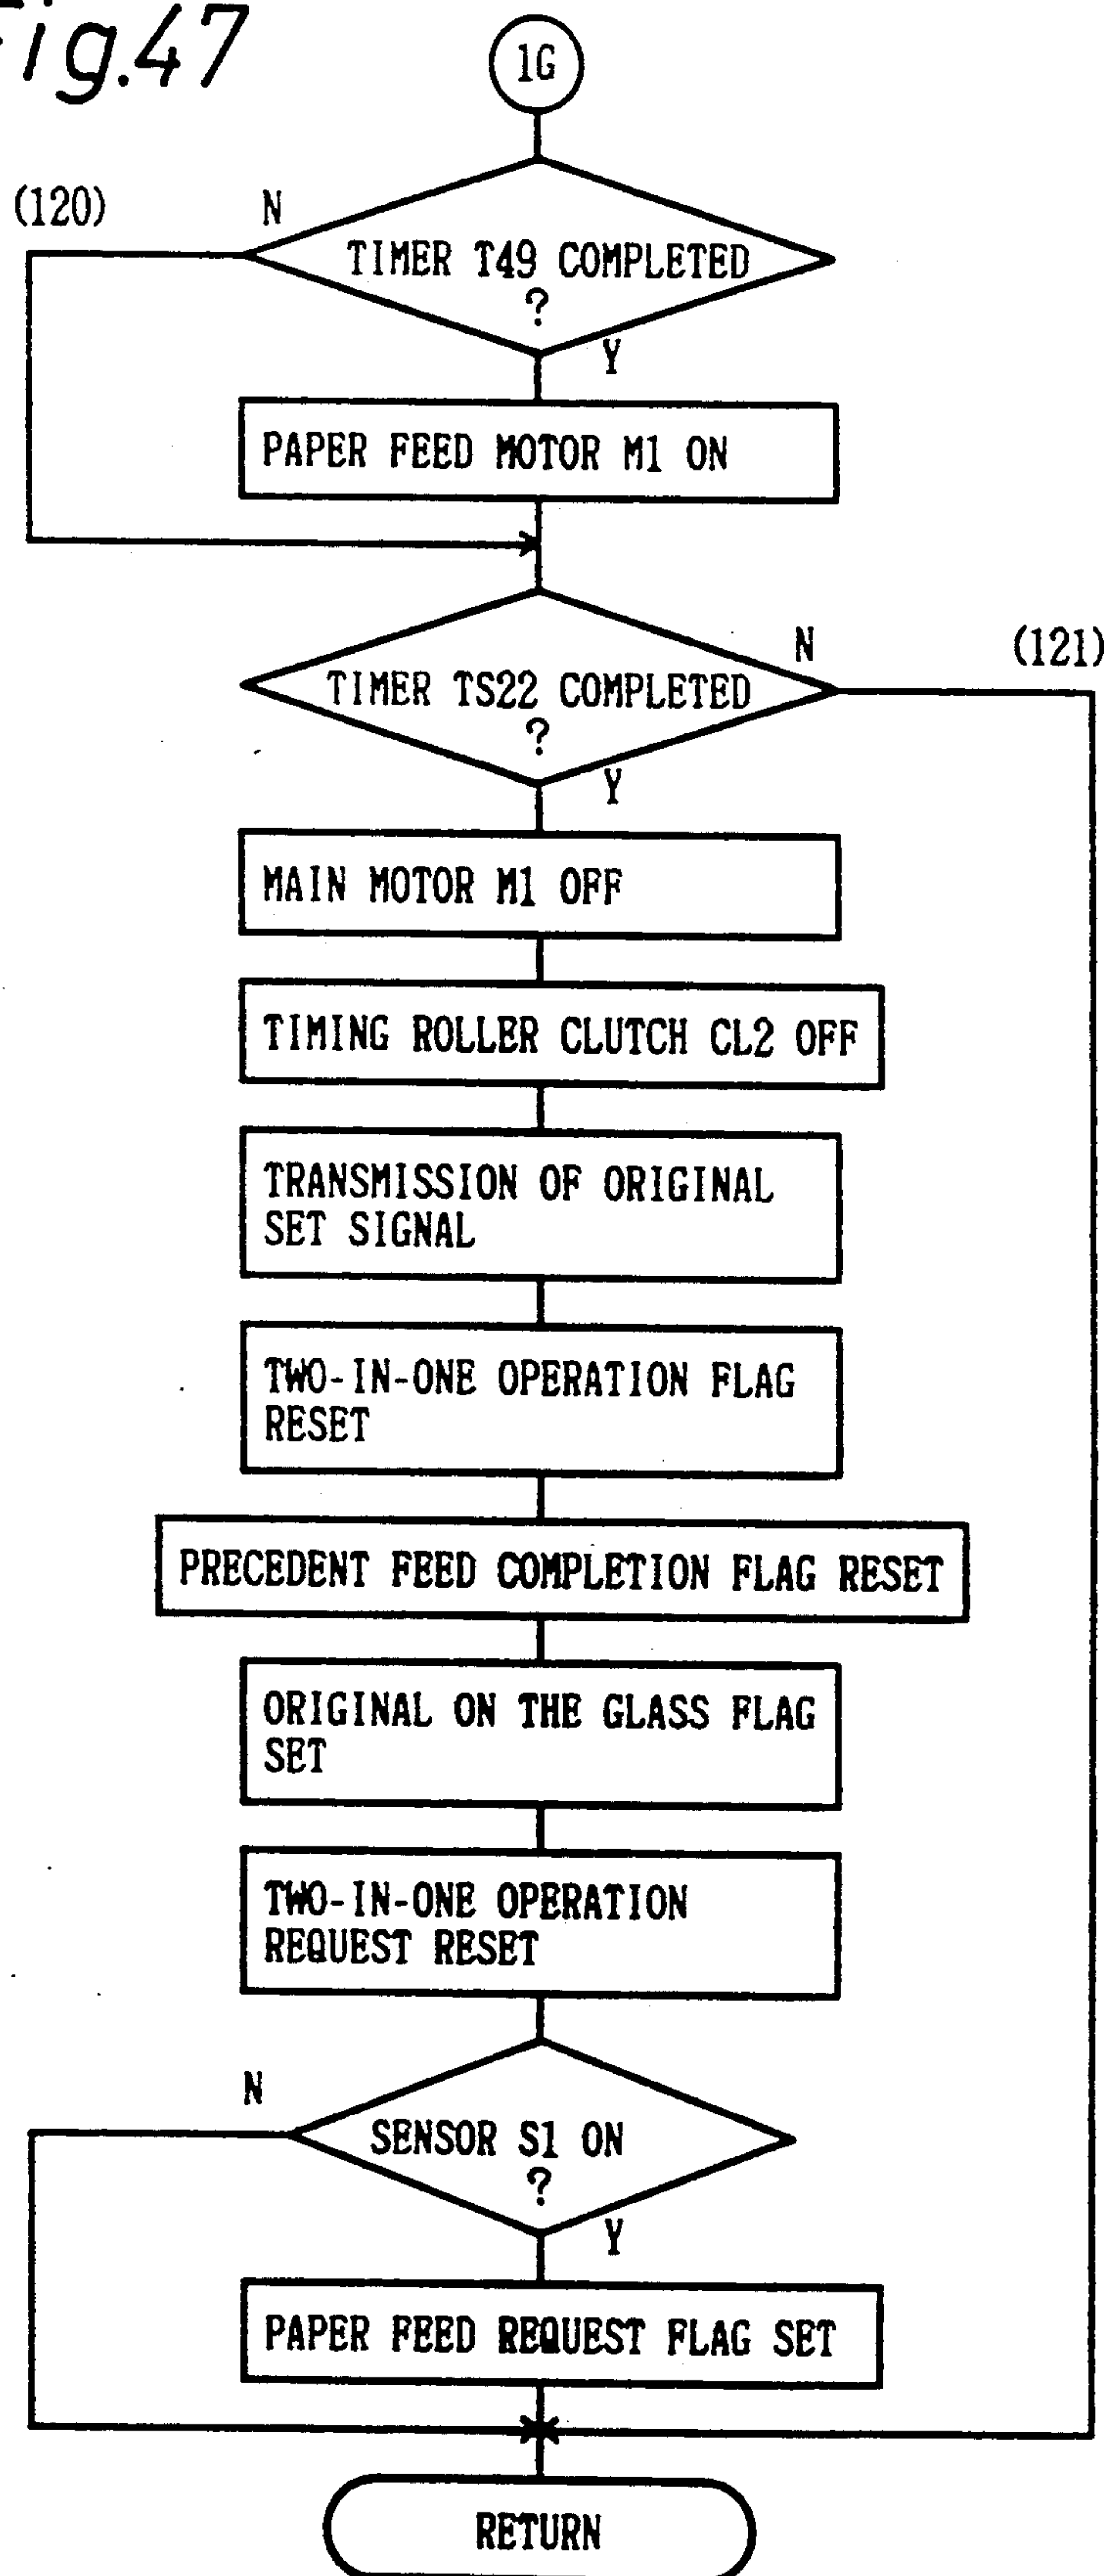 Fig.47
1G
(120)
N
TIMER T49 COMPLETED
?
Y
PAPER FEED MOTOR M1 ON
N
(121)
TIMER TS22 COMPLETED
?
Y
MAIN MOTOR M1 OFF
TIMING ROLLER CLUTCH CL2 OFF
TRANSMISSION OF ORIGINAL
SET SIGNAL
TWO-IN-ONE OPERATION FLAG
RESET
PRECEDENT FEED COMPLETION FLAG RESET
ORIGINAL ON THE GLASS FLAG
SET
TWO-IN-ONE OPERATION
REQUEST RESET
N
SENSOR S1 ON
?
Y
PAPER FEED REQUEST FLAG SET
RETURN